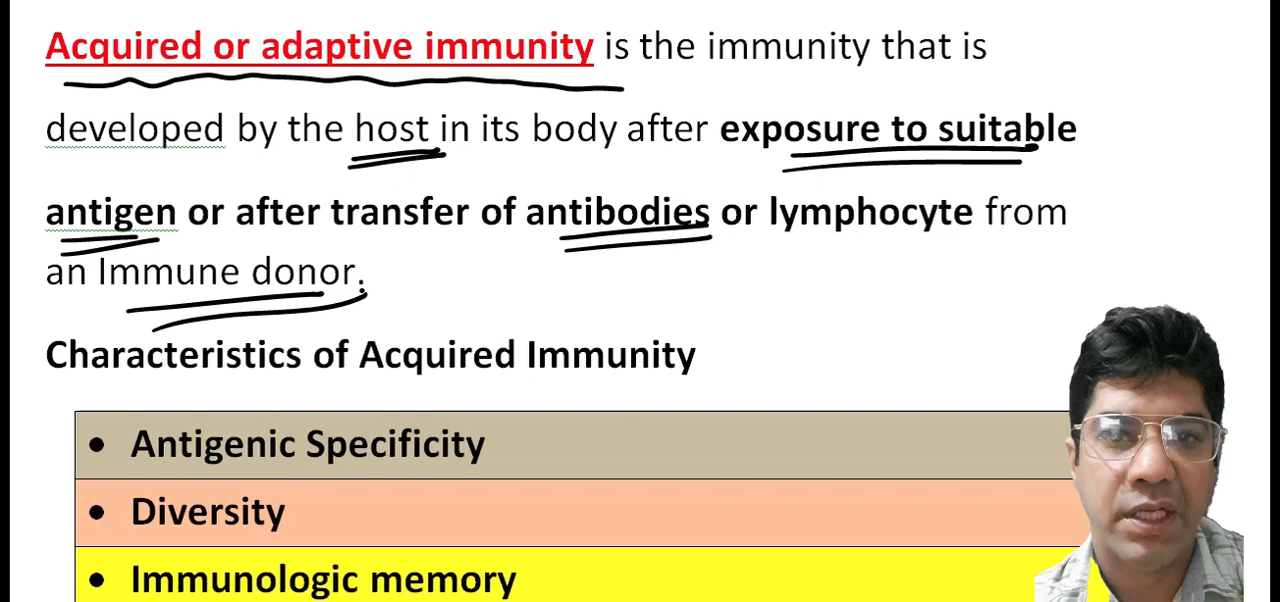 Acquired or adaptive immunity is the immunity that is
developed by the host in its body after exposure to suitable
antigen or after transfer of antibodies or lymphocyte from
an Immune donor.
Characteristics of Acquired Immunity
• Antigenic Specificity
• Diversity
• Immunologic memory